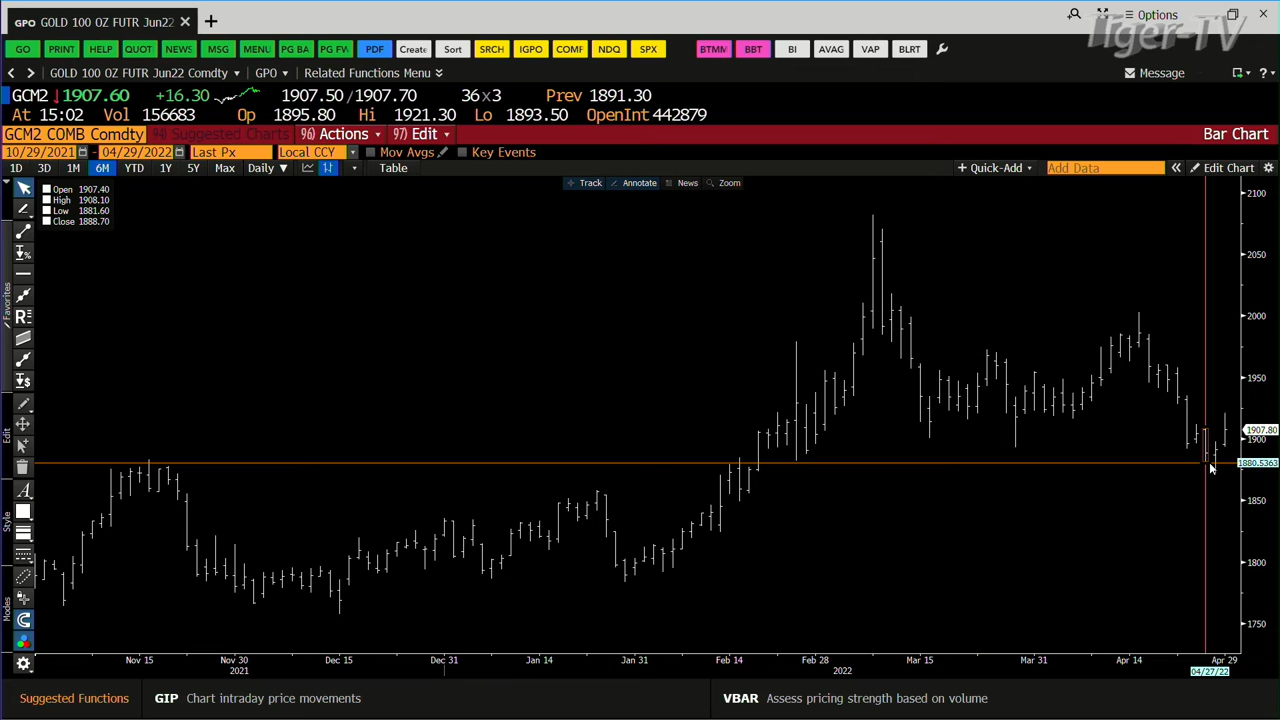 GPO GOLD 100 OZ FUTR Jun22 × +
Options
Tiger-TV
GO PRINT HELP QUOT NEWS MSG MENU PG BA PG FW PDF Create Sort SRCH IGPO COMF NDQ SPX BTMM BBT BI AVAG VAP BLRT
GOLD 100 OZ FUTR Jun22 Comdty GPO Related Functions Menu Message
GCM2 ↓1907.60 +16.30 1907.50/1907.70 36x3 Prev 1891.30
At 15:02 Vol 156683 Op 1895.80 Hi 1921.30 Lo 1893.50 OpenInt 442879
GCM2 COMB Comdty 94) Suggested Charts 96) Actions 97) Edit Bar Chart
10/29/2021 - 04/29/2022 Last Px Local CCY Mov Avgs Key Events
1D 3D 1M 6M YTD 1Y 5Y Max Daily Table + Quick-Add Add Data « Edit Chart
Track Annotate News Zoom
Open 1907.40
High 1908.10
Low 1881.60
Close 1888.70
Favorites
Edit
Style
Modes
2100
2050
2000
1950
1907.80
1900
1880.5363
1850
1800
1750
Nov 15 Nov 30 Dec 15 Dec 31 Jan 14 Jan 31 Feb 14 Feb 28 Mar 15 Mar 31 Apr 14 Apr 29
2021 2022 04/27/22
Suggested Functions GIP Chart intraday price movements VBAR Assess pricing strength based on volume